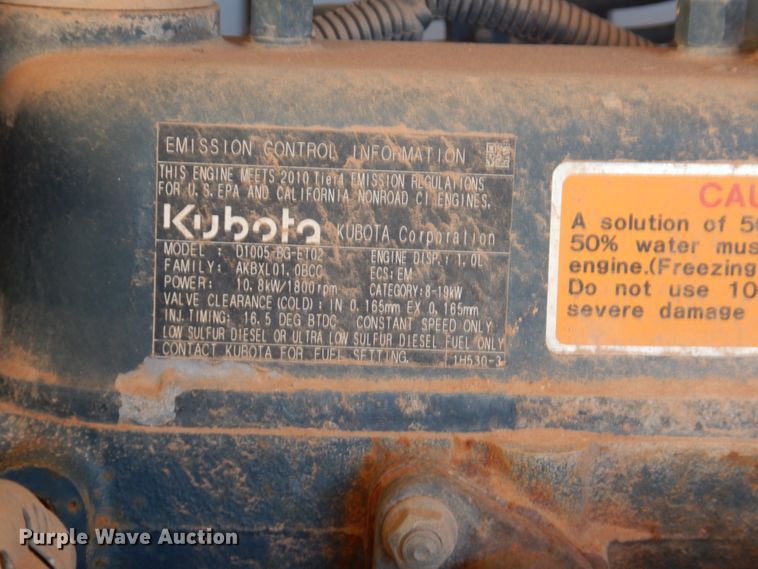 EMISSION CONTROL INFORMATION
THIS ENGINE MEETS 2010 Tier4 EMISSION REGULATIONS
FOR U.S.EPA AND CALIFORNIA NONROAD CI ENGINES.
Kubota KUBOTA Corporation
MODEL : D1005-BG-ET02 ENGINE DISP.: 1.0L
FAMILY: AKBXL01.0BCC ECS:EM
POWER: 10.8kW/1800rpm CATEGORY:8-19kW
VALVE CLEARANCE(COLD): IN 0.165mm EX 0.165mm
INJ.TIMING: 16.5 DEG BTDC CONSTANT SPEED ONLY
LOW SULFUR DIESEL OR ULTRA LOW SULFUR DIESEL FUEL ONLY
CONTACT KUBOTA FOR FUEL SETTING. 1H530-3
CAU
A solution of 50
50% water mus
engine.(Freezing
Do not use 10
severe damage
Purple Wave Auction